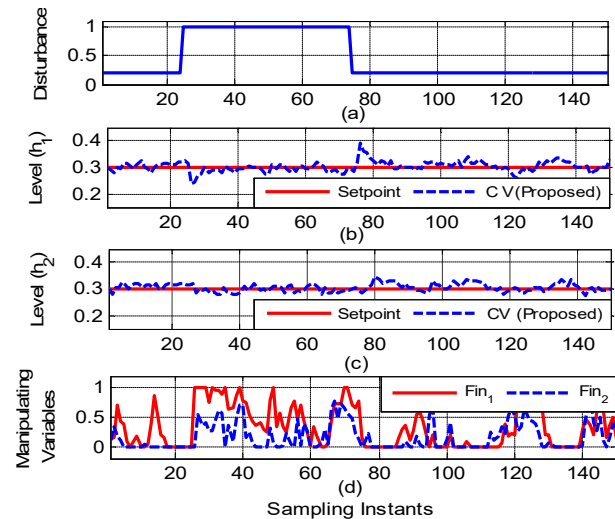 Disturbance
1
0.5
0
20 40 60 80 100 120 140
(a)
Level (h1)
0.4
0.3
0.2
Setpoint C V(Proposed)
20 40 60 80 100 120 140
(b)
Level (h2)
0.4
0.3
0.2
Setpoint CV (Proposed)
20 40 60 80 100 120 140
(c)
Manipulating
Variables
1
0.5
0
Fin1 Fin2
20 40 60 80 100 120 140
(d)
Sampling Instants